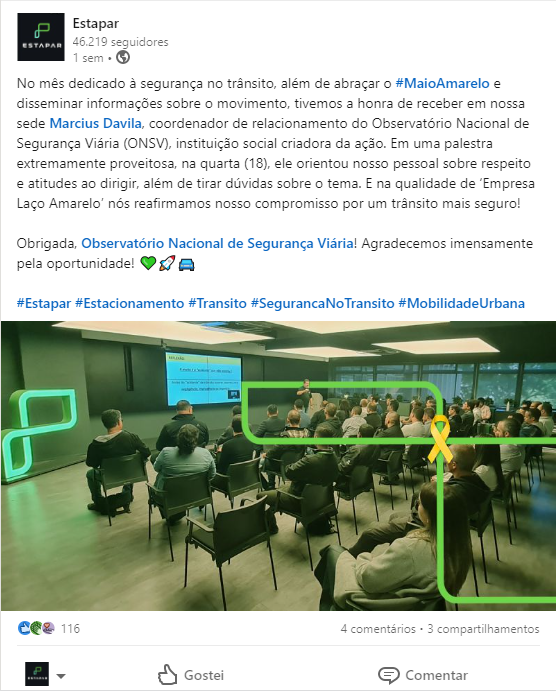 ESTAPAR
Estapar
46.219 seguidores
1 sem •
No mês dedicado à segurança no trânsito, além de abraçar o #MaioAmarelo e
disseminar informações sobre o movimento, tivemos a honra de receber em nossa
sede Marcius Davila, coordenador de relacionamento do Observatório Nacional de
Segurança Viária (ONSV), instituição social criadora da ação. Em uma palestra
extremamente proveitosa, na quarta (18), ele orientou nosso pessoal sobre respeito
e atitudes ao dirigir, além de tirar dúvidas sobre o tema. E na qualidade de ‘Empresa
Laço Amarelo’ nós reafirmamos nosso compromisso por um trânsito mais seguro!
Obrigada, Observatório Nacional de Segurança Viária! Agradecemos imensamente
pela oportunidade! 💚🚀🚘
#Estapar #Estacionamento #Transito #SegurancaNoTransito #MobilidadeUrbana
116
4 comentários • 3 compartilhamentos
ESTAPAR
Gostei
Comentar